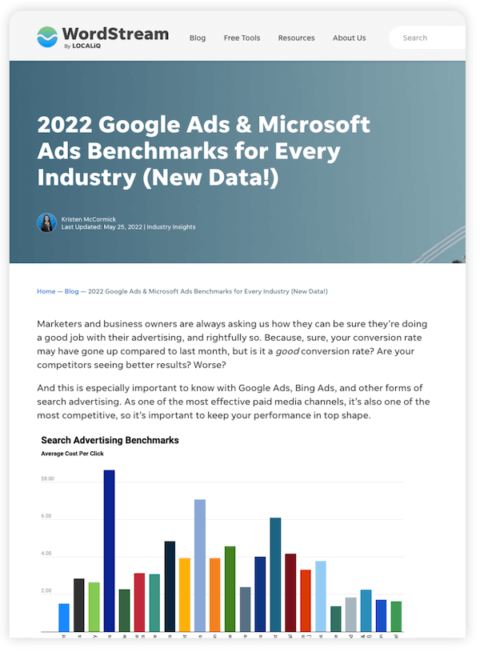 WordStream
By LOCALiQ
Blog
Free Tools
Resources
About Us
Search
2022 Google Ads & Microsoft
Ads Benchmarks for Every
Industry (New Data!)
Kristen McCormick
Last Updated: May 25, 2022 | Industry Insights
Home — Blog — 2022 Google Ads & Microsoft Ads Benchmarks for Every Industry (New Data!)
Marketers and business owners are always asking us how they can be sure they're doing
a good job with their advertising, and rightfully so. Because, sure, your conversion rate
may have gone up compared to last month, but is it a good conversion rate? Are your
competitors seeing better results? Worse?
And this is especially important to know with Google Ads, Bing Ads, and other forms of
search advertising. As one of the most effective paid media channels, it's also one of the
most competitive, so it's important to keep your performance in top shape.
Search Advertising Benchmarks
Average Cost Per Click
$8.00
6.00
4.00
2.00